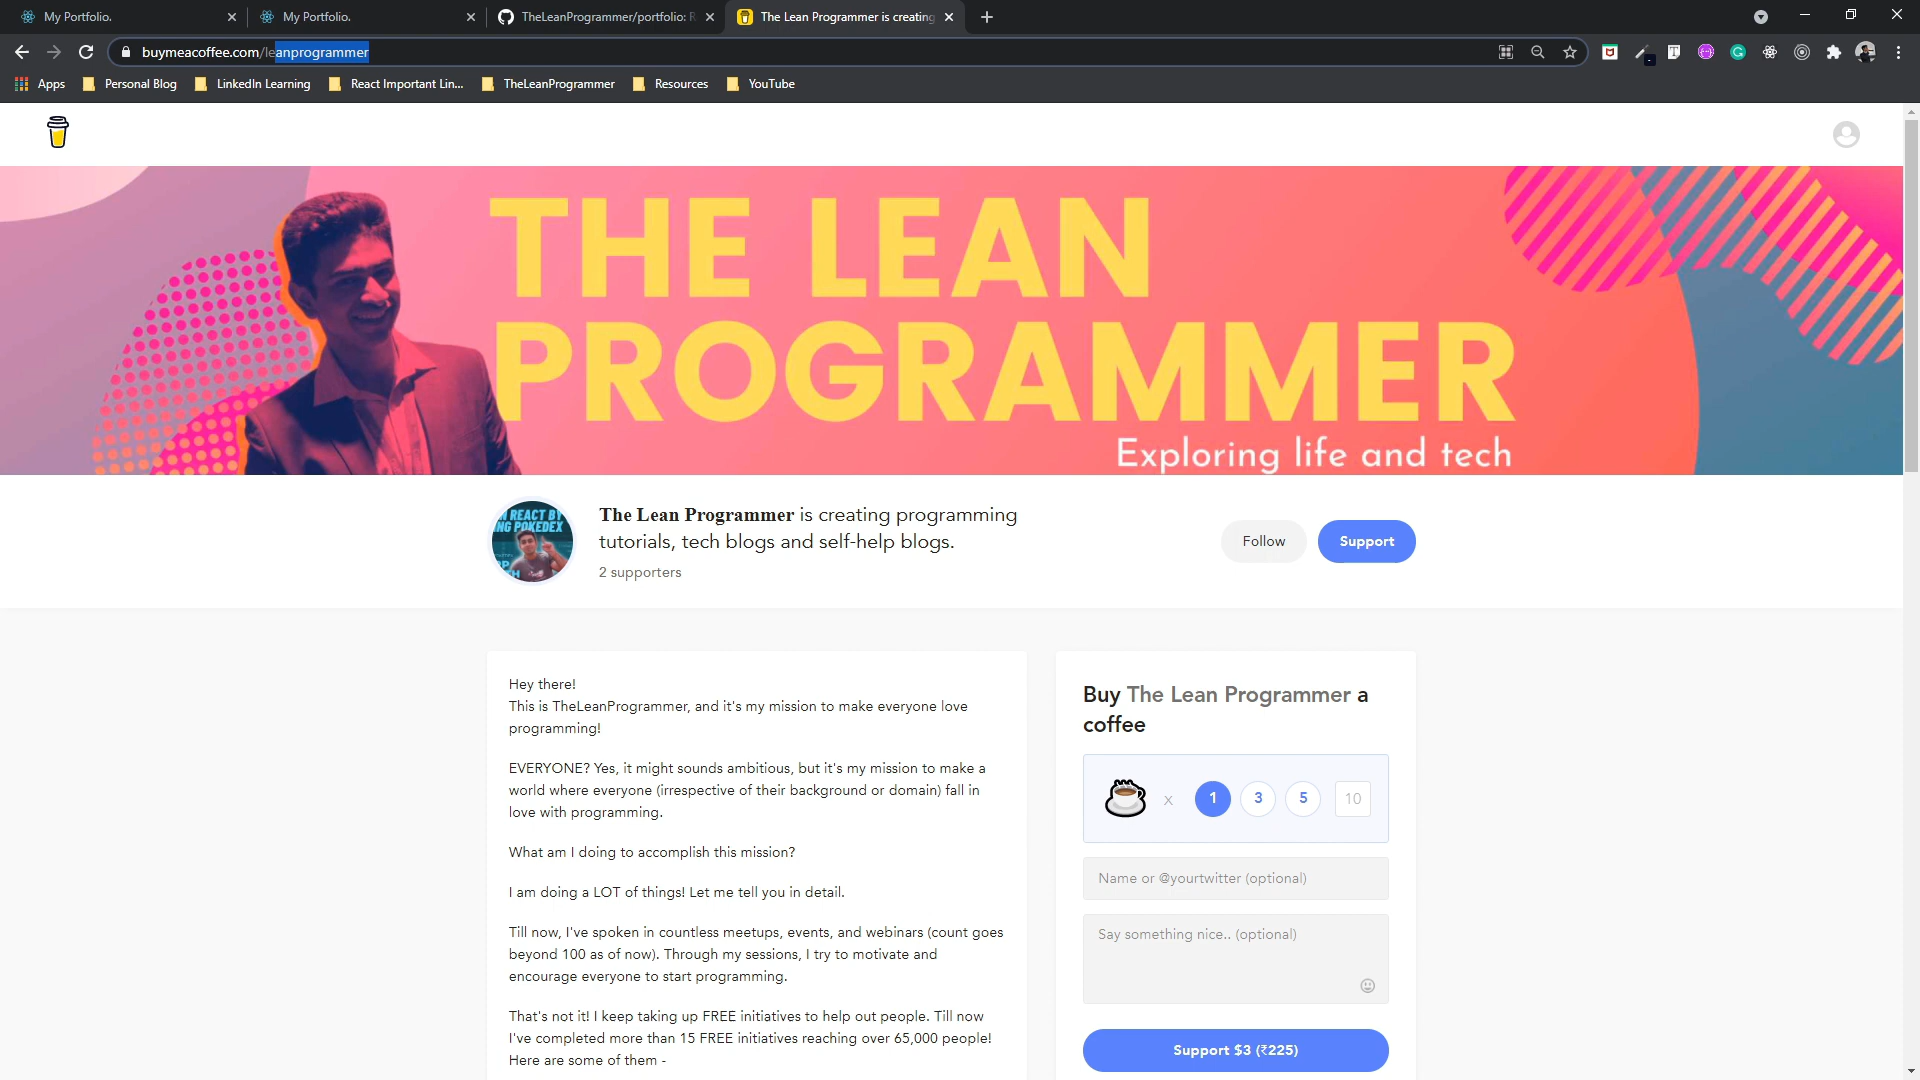 My Portfolio.
My Portfolio.
TheLeanProgrammer/portfolio:
The Lean Programmer is creating
buymeacoffee.com/leanprogrammer
Apps
Personal Blog
LinkedIn Learning
React Important Lin...
TheLeanProgrammer
Resources
YouTube
THE LEAN
PROGRAMMER
Exploring life and tech
N REACT BY
NG POKEDEX
The Lean Programmer is creating programming
tutorials, tech blogs and self-help blogs.
2 supporters
Follow
Support
Hey there!
This is TheLeanProgrammer, and it's my mission to make everyone love
programming!
EVERYONE? Yes, it might sounds ambitious, but it's my mission to make a
world where everyone (irrespective of their background or domain) fall in
love with programming.
What am I doing to accomplish this mission?
I am doing a LOT of things! Let me tell you in detail.
Till now, I've spoken in countless meetups, events, and webinars (count goes
beyond 100 as of now). Through my sessions, I try to motivate and
encourage everyone to start programming.
That's not it! I keep taking up FREE initiatives to help out people. Till now
I've completed more than 15 FREE initiatives reaching over 65,000 people!
Here are some of them -
Buy The Lean Programmer a
coffee
x 1 3 5 10
Name or @yourtwitter (optional)
Say something nice.. (optional)
Support $3 (₹225)